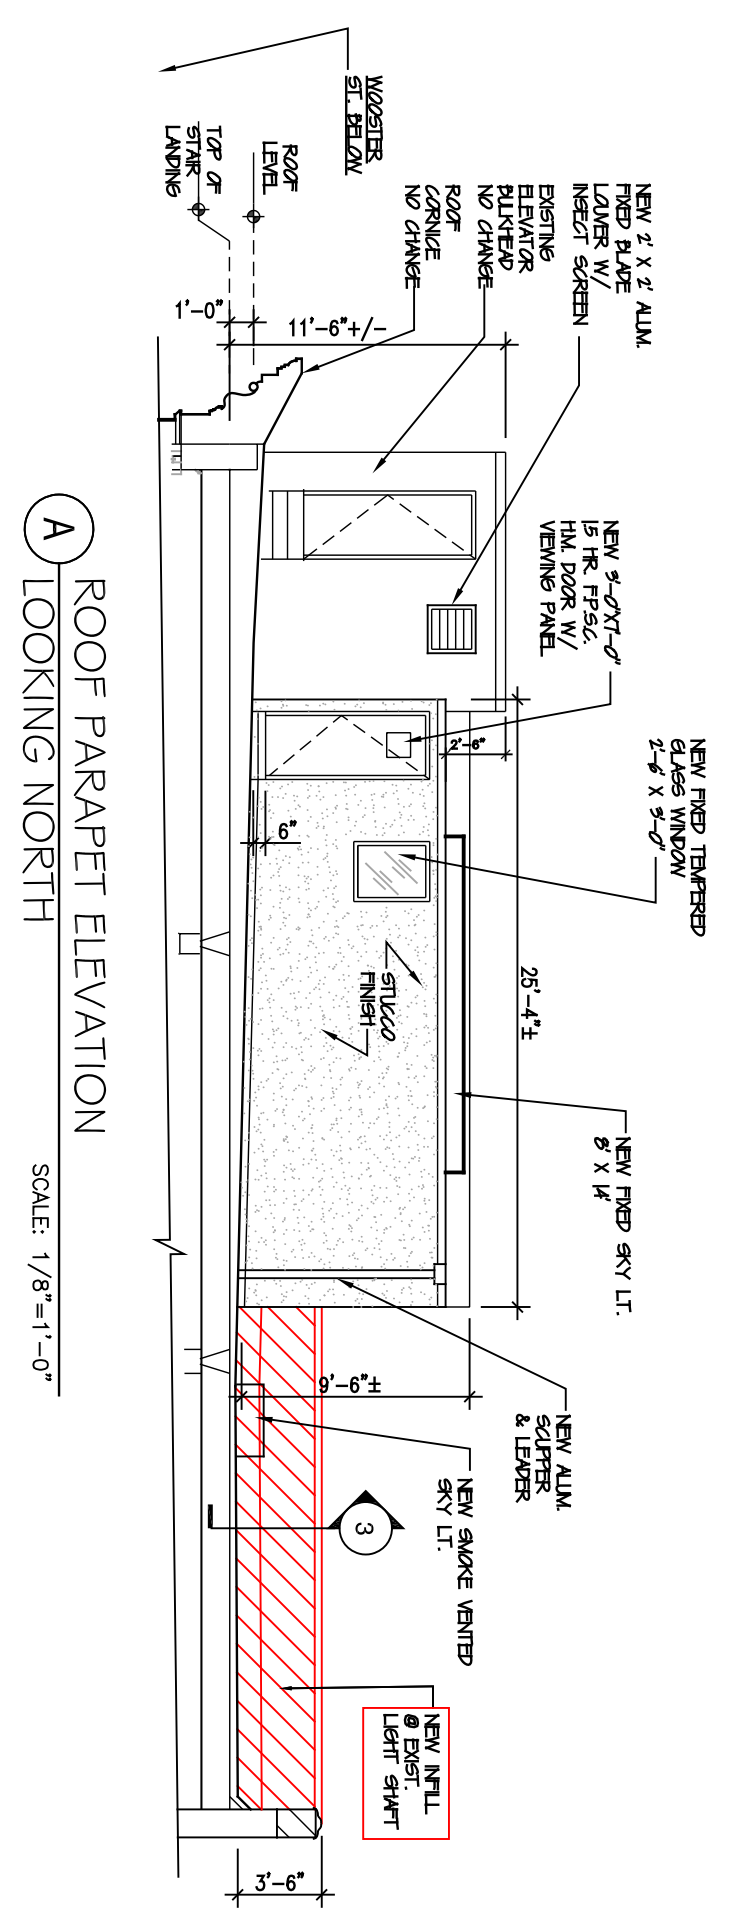 WOOSTER
ST. BELOW
ROOF
LEVEL
TOP OF
STAIR
LANDING
NEW 2' X 2' ALUM.
FIXED BLADE
LOUVER W/
INSECT SCREEN
EXISTING
ELEVATOR
BULKHEAD
NO CHANGE
ROOF
CORNICE
NO CHANGE
1'-0"
11'-6"+/-
NEW 3'-0"X7'-0"
1.5 HR. F.P.S.C.
H.M. DOOR W/
VIEWING PANEL
2'-6"
6"
NEW FIXED TEMPERED
GLASS WINDOW
2'-6" X 3'-0"
STUCCO
FINISH
25'-4"±
NEW FIXED SKY LT.
8' X 14'
NEW ALUM.
SCUPPER
& LEADER
9'-6"±
NEW SMOKE VENTED
SKY LT.
3
NEW INFILL
@ EXIST.
LIGHT SHAFT
3'-6"
A
ROOF PARAPET ELEVATION
LOOKING NORTH
SCALE: 1/8"=1'-0"